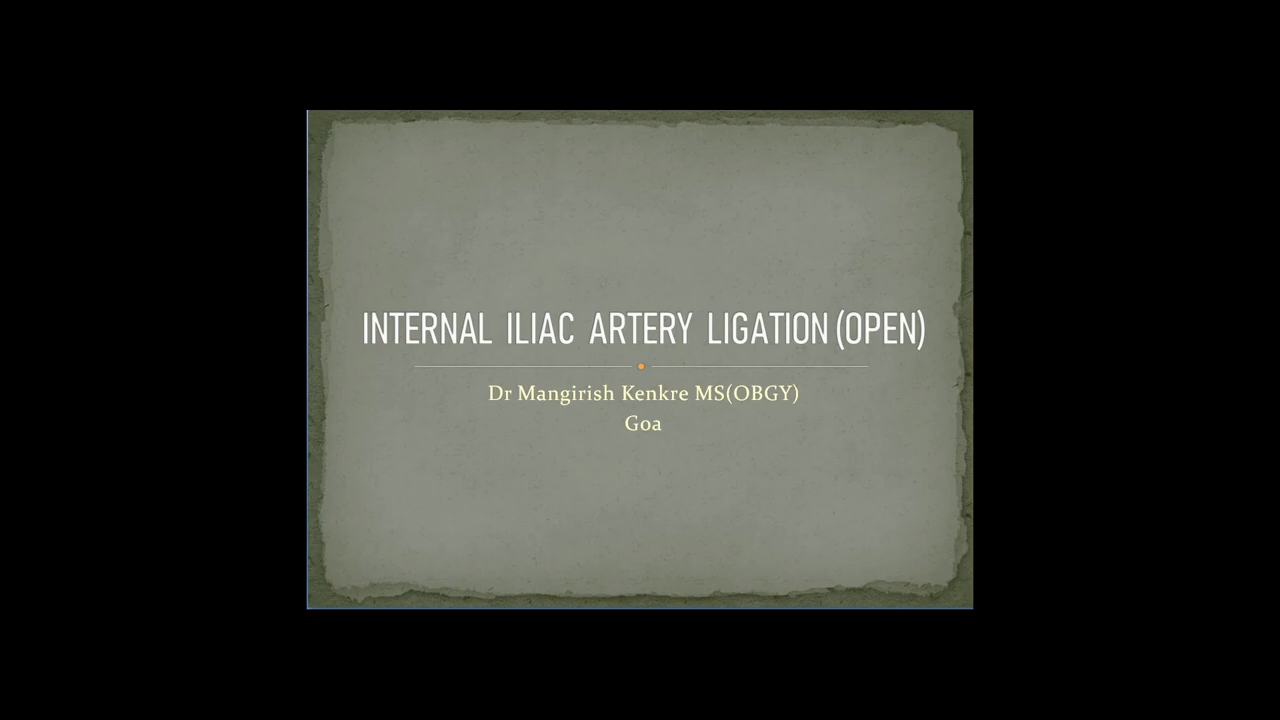 INTERNAL ILIAC ARTERY LIGATION (OPEN)
Dr Mangirish Kenkre MS(OBGY)
Goa